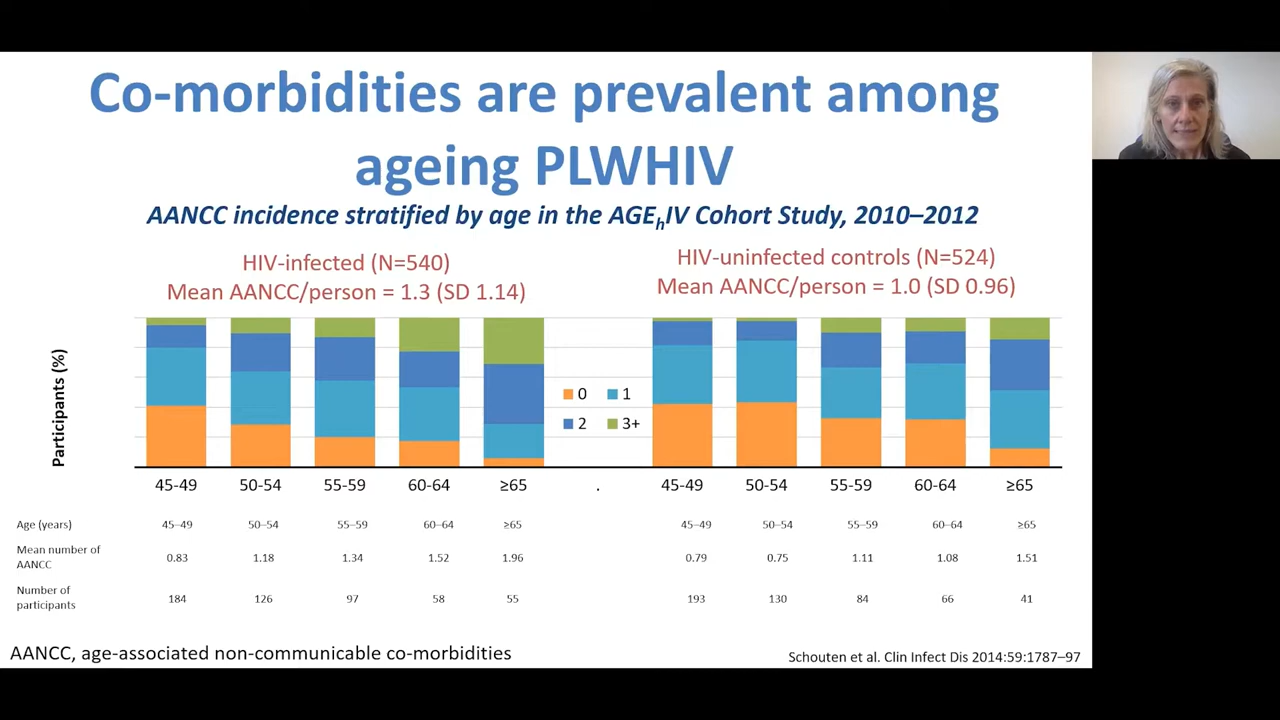 Co-morbidities are prevalent among
ageing PLWHIV
AANCC incidence stratified by age in the AGEhIV Cohort Study, 2010–2012
HIV-infected (N=540)
Mean AANCC/person = 1.3 (SD 1.14)
HIV-uninfected controls (N=524)
Mean AANCC/person = 1.0 (SD 0.96)
Participants (%)
0 1
2 3+
45-49 50-54 55-59 60-64 ≥65 . 45-49 50-54 55-59 60-64 ≥65
Age (years) 45–49 50–54 55–59 60–64 ≥65 45–49 50–54 55–59 60–64 ≥65
Mean number of
AANCC 0.83 1.18 1.34 1.52 1.96 0.79 0.75 1.11 1.08 1.51
Number of
participants 184 126 97 58 55 193 130 84 66 41
AANCC, age-associated non-communicable co-morbidities
Schouten et al. Clin Infect Dis 2014:59:1787–97